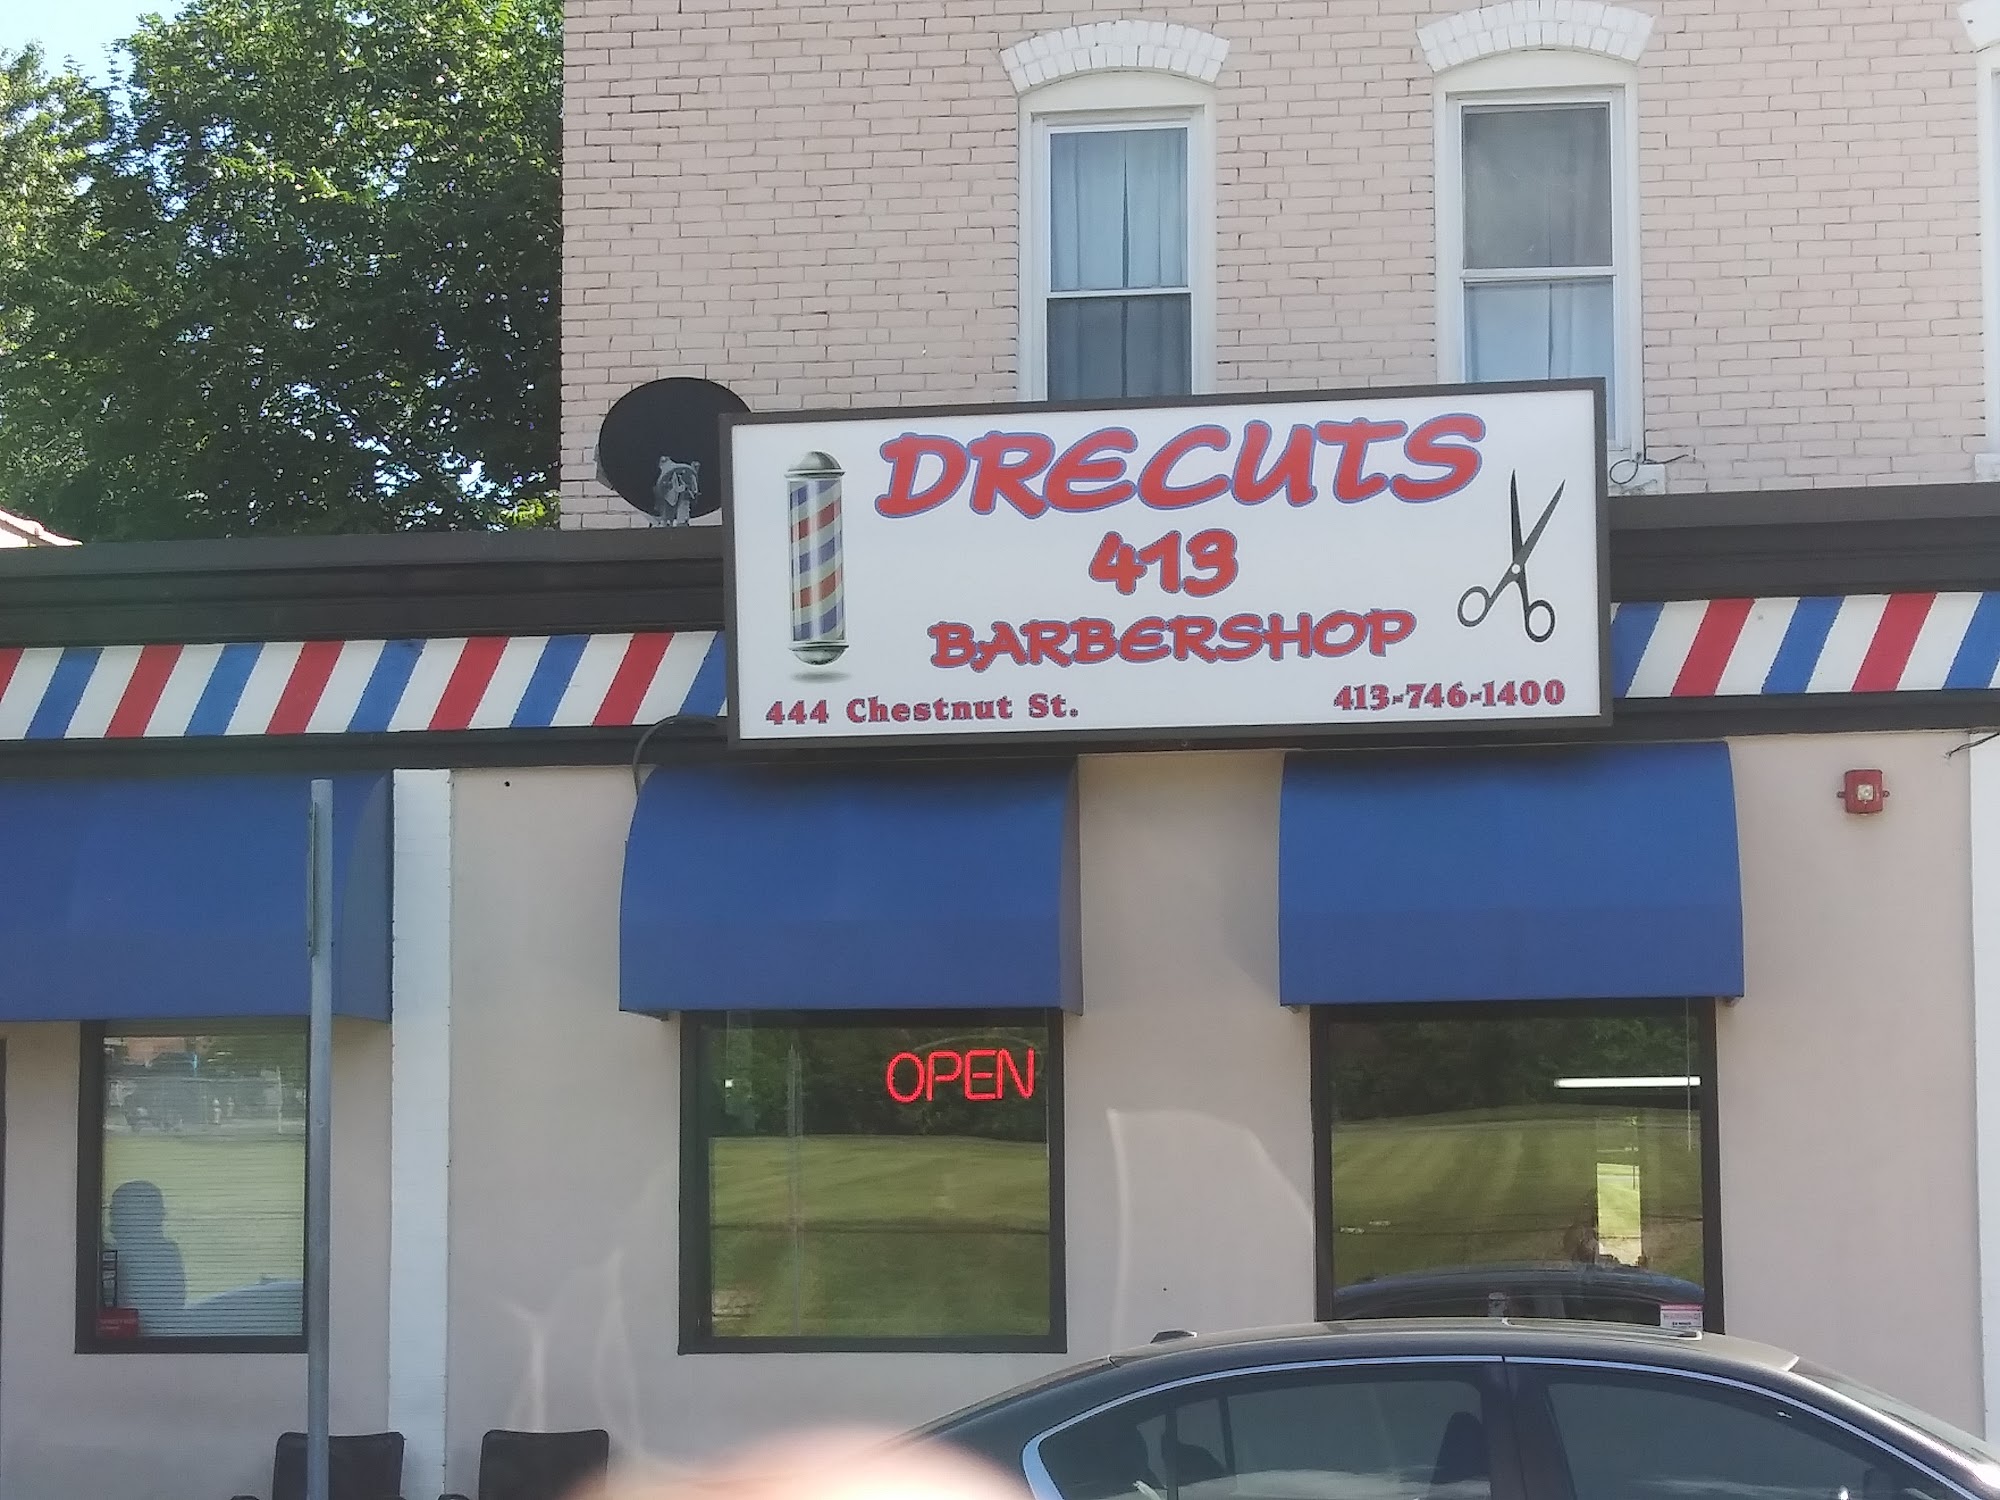 DRECUTS
413
BARBERSHOP
444 Chestnut St.
413-746-1400
OPEN